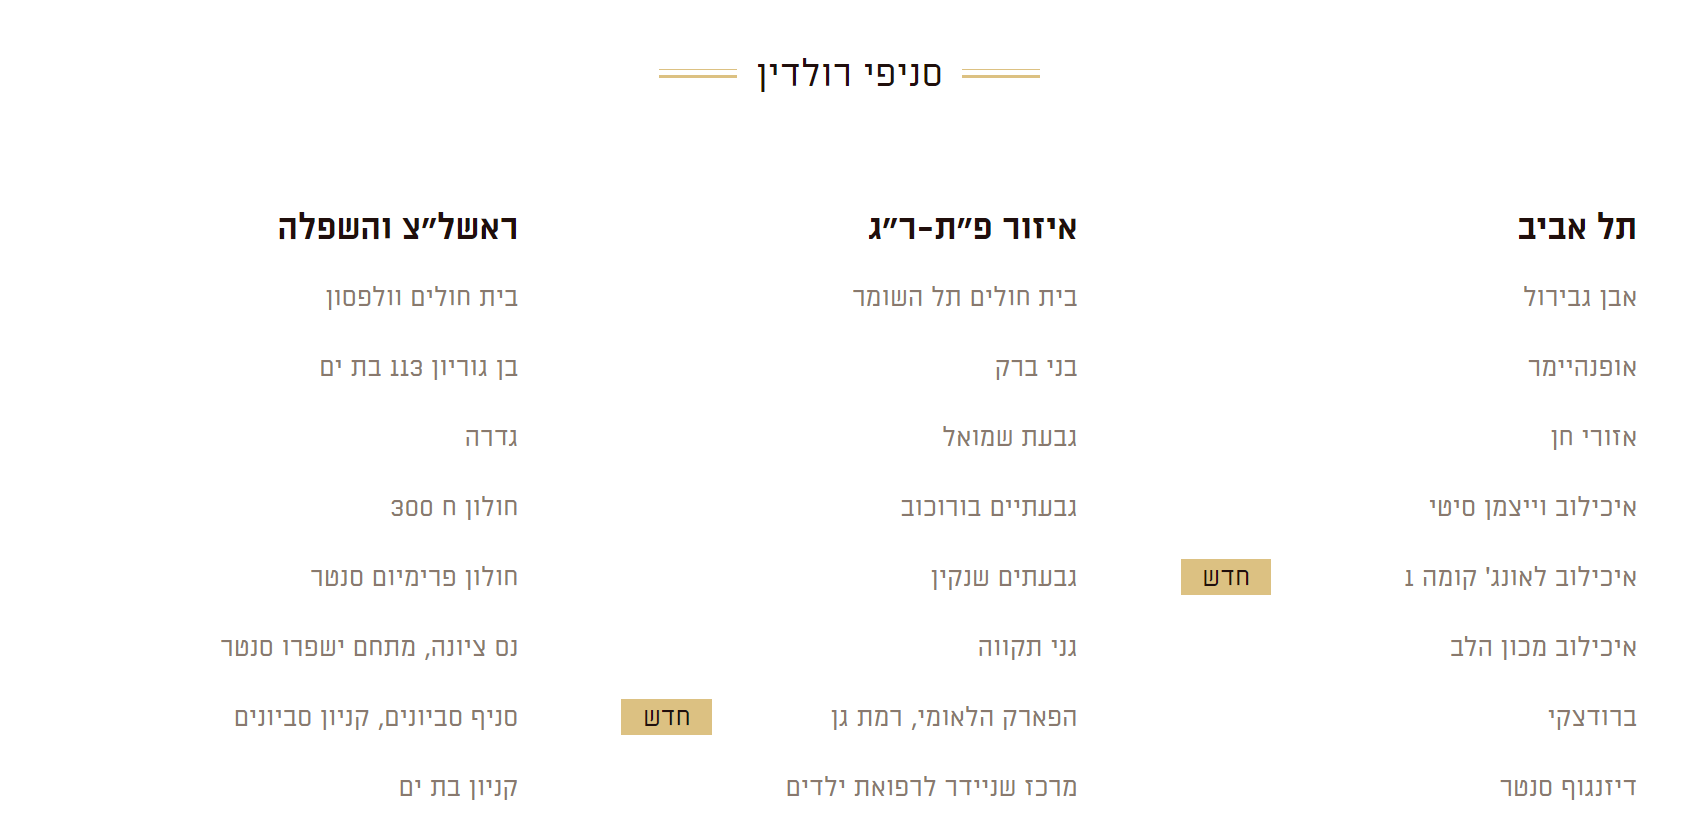 סניפי רולדין
תל אביב
אבן גבירול
אופנהיימר
אזורי חן
איכילוב וייצמן סיטי
איכילוב לאונג' קומה 1
חדש
איכילוב מכון הלב
ברודצקי
דיזנגוף סנטר
איזור פ״ת-ר״ג
בית חולים תל השומר
בני ברק
גבעת שמואל
גבעתיים בורוכוב
גבעתים שנקין
גני תקווה
הפארק הלאומי, רמת גן
חדש
מרכז שניידר לרפואת ילדים
ראשל״צ והשפלה
בית חולים וולפסון
בן גוריון 113 בת ים
גדרה
חולון ח 300
חולון פרימיום סנטר
נס ציונה, מתחם ישפרו סנטר
סניף סביונים, קניון סביונים
קניון בת ים